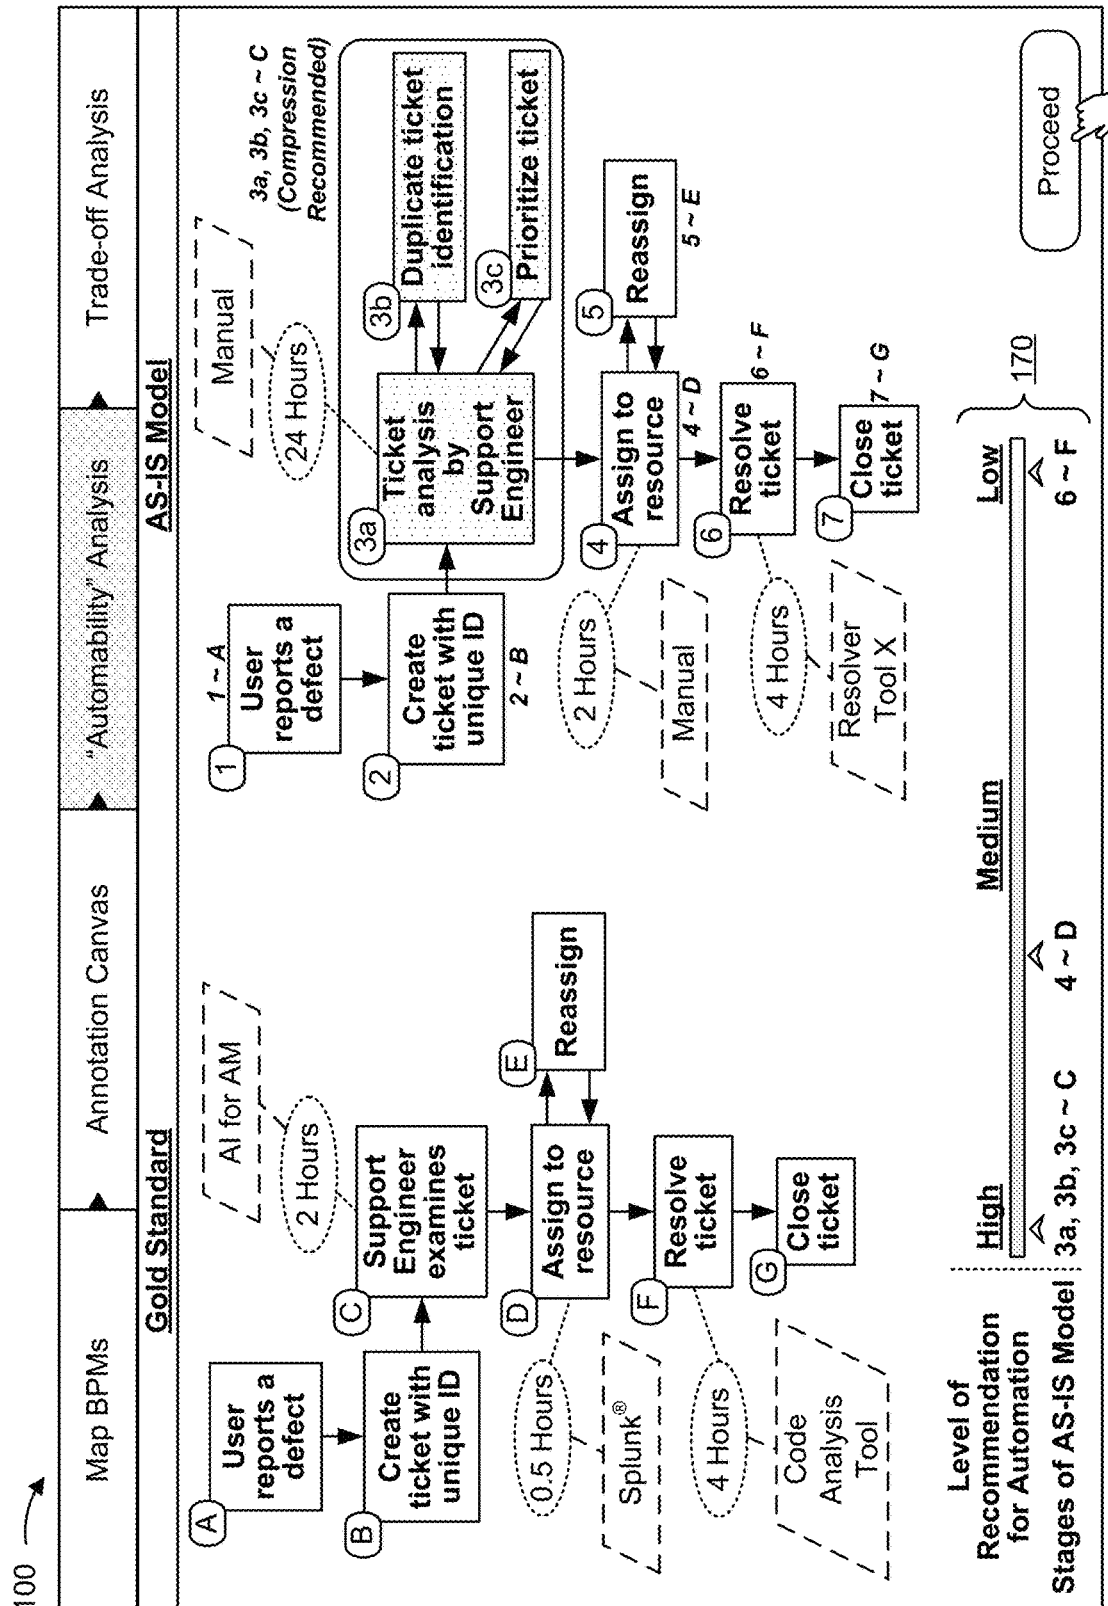 100
Map BPMs
Annotation Canvas
"Automability" Analysis
Trade-off Analysis
Gold Standard
AS-IS Model
A
User
reports a
defect
B
Create
ticket with
unique ID
AI for AM
2 Hours
C
Support
Engineer
examines
ticket
D
Assign to
resource
E
Reassign
0.5 Hours
Splunk®
F
Resolve
ticket
4 Hours
Code
Analysis
Tool
G
Close
ticket
1
1 ~ A
User
reports a
defect
2
Create
ticket with
unique ID
2 ~ B
Manual
24 Hours
3a, 3b, 3c ~ C
(Compression
Recommended)
3a
Ticket
analysis
by
Support
Engineer
3b
Duplicate ticket
identification
3c
Prioritize ticket
4
Assign to
resource
4 ~ D
5
Reassign
5 ~ E
2 Hours
Manual
6
Resolve
ticket
6 ~ F
4 Hours
Resolver
Tool X
7
Close
ticket
7 ~ G
Level of
Recommendation
for Automation
High
Medium
Low
170
Stages of AS-IS Model
3a, 3b, 3c ~ C
4 ~ D
6 ~ F
Proceed